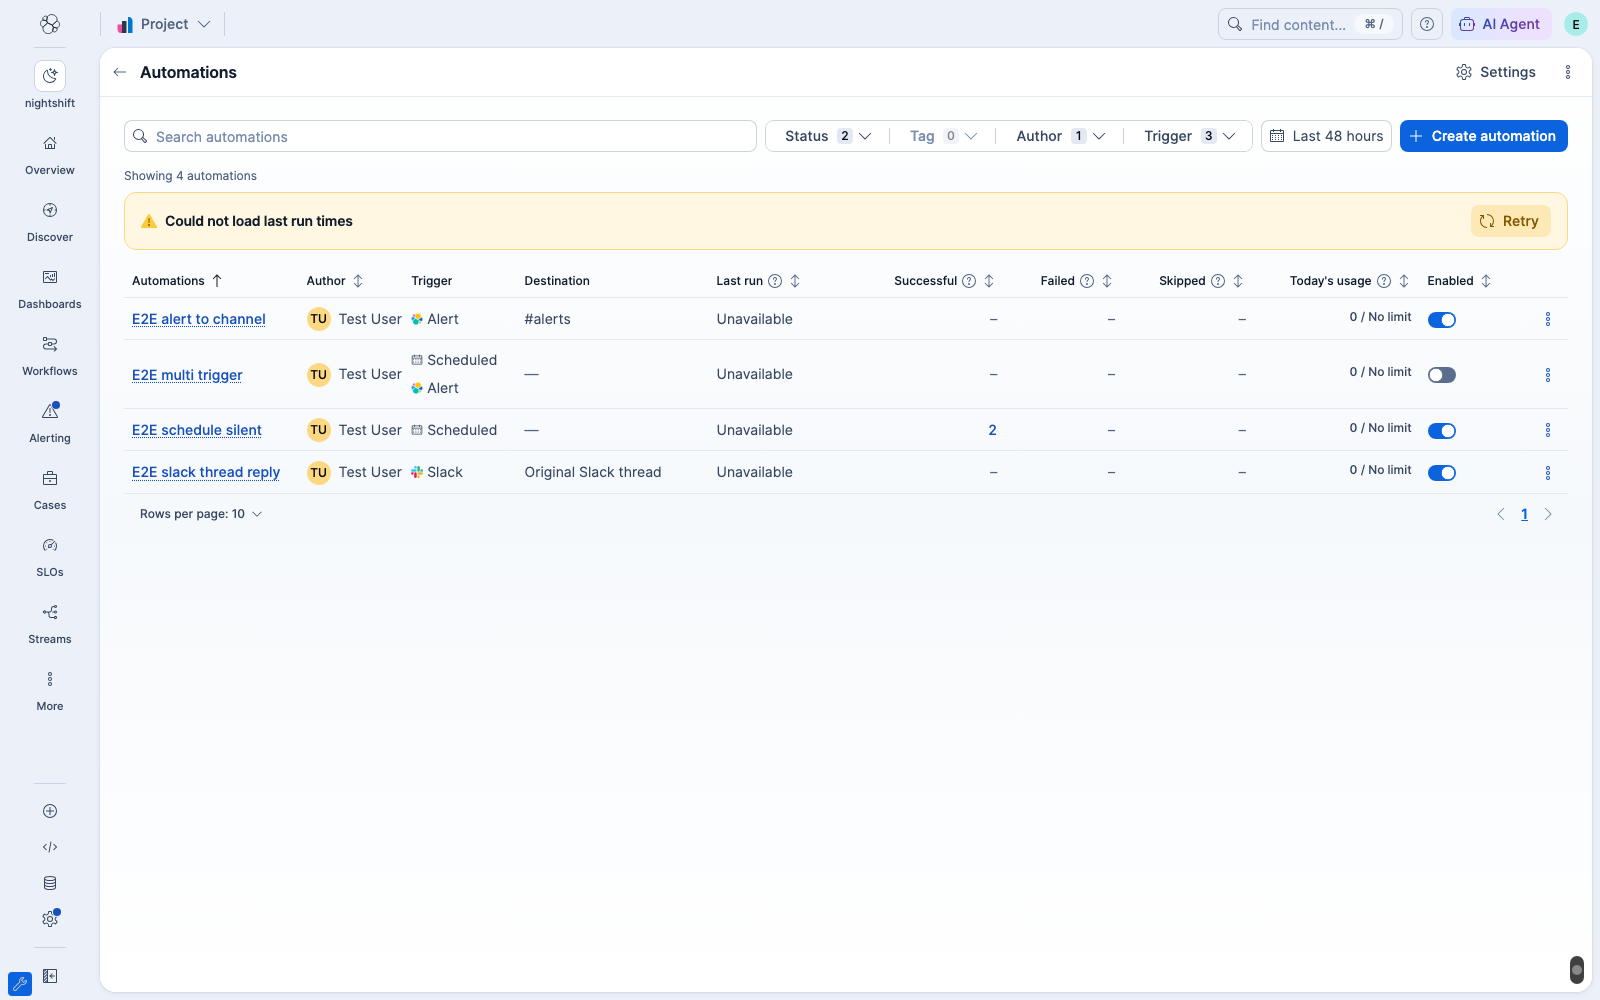 Project
Find content...
⌘ /
AI Agent
E
nightshift
Overview
Discover
Dashboards
Workflows
Alerting
Cases
SLOs
Streams
More
Automations
Settings
Search automations
Status 2
Tag 0
Author 1
Trigger 3
Last 48 hours
Create automation
Showing 4 automations
Could not load last run times
Retry
Automations Author Trigger Destination Last run Successful Failed Skipped Today's usage Enabled
E2E alert to channel TU Test User Alert #alerts Unavailable – – – 0 / No limit
E2E multi trigger TU Test User Scheduled Alert — Unavailable – – – 0 / No limit
E2E schedule silent TU Test User Scheduled — Unavailable 2 – – 0 / No limit
E2E slack thread reply TU Test User Slack Original Slack thread Unavailable – – – 0 / No limit
Rows per page: 10
1